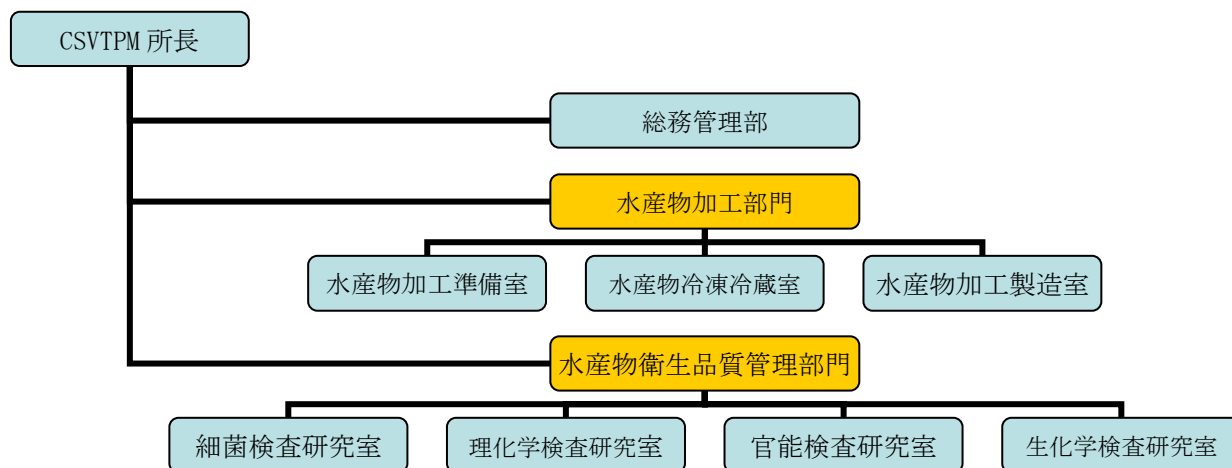 CSVTPM 所長
総務管理部
水産物加工部門
水産物加工準備室
水産物冷凍冷蔵室
水産物加工製造室
水産物衛生品質管理部門
細菌検査研究室
理化学検査研究室
官能検査研究室
生化学検査研究室